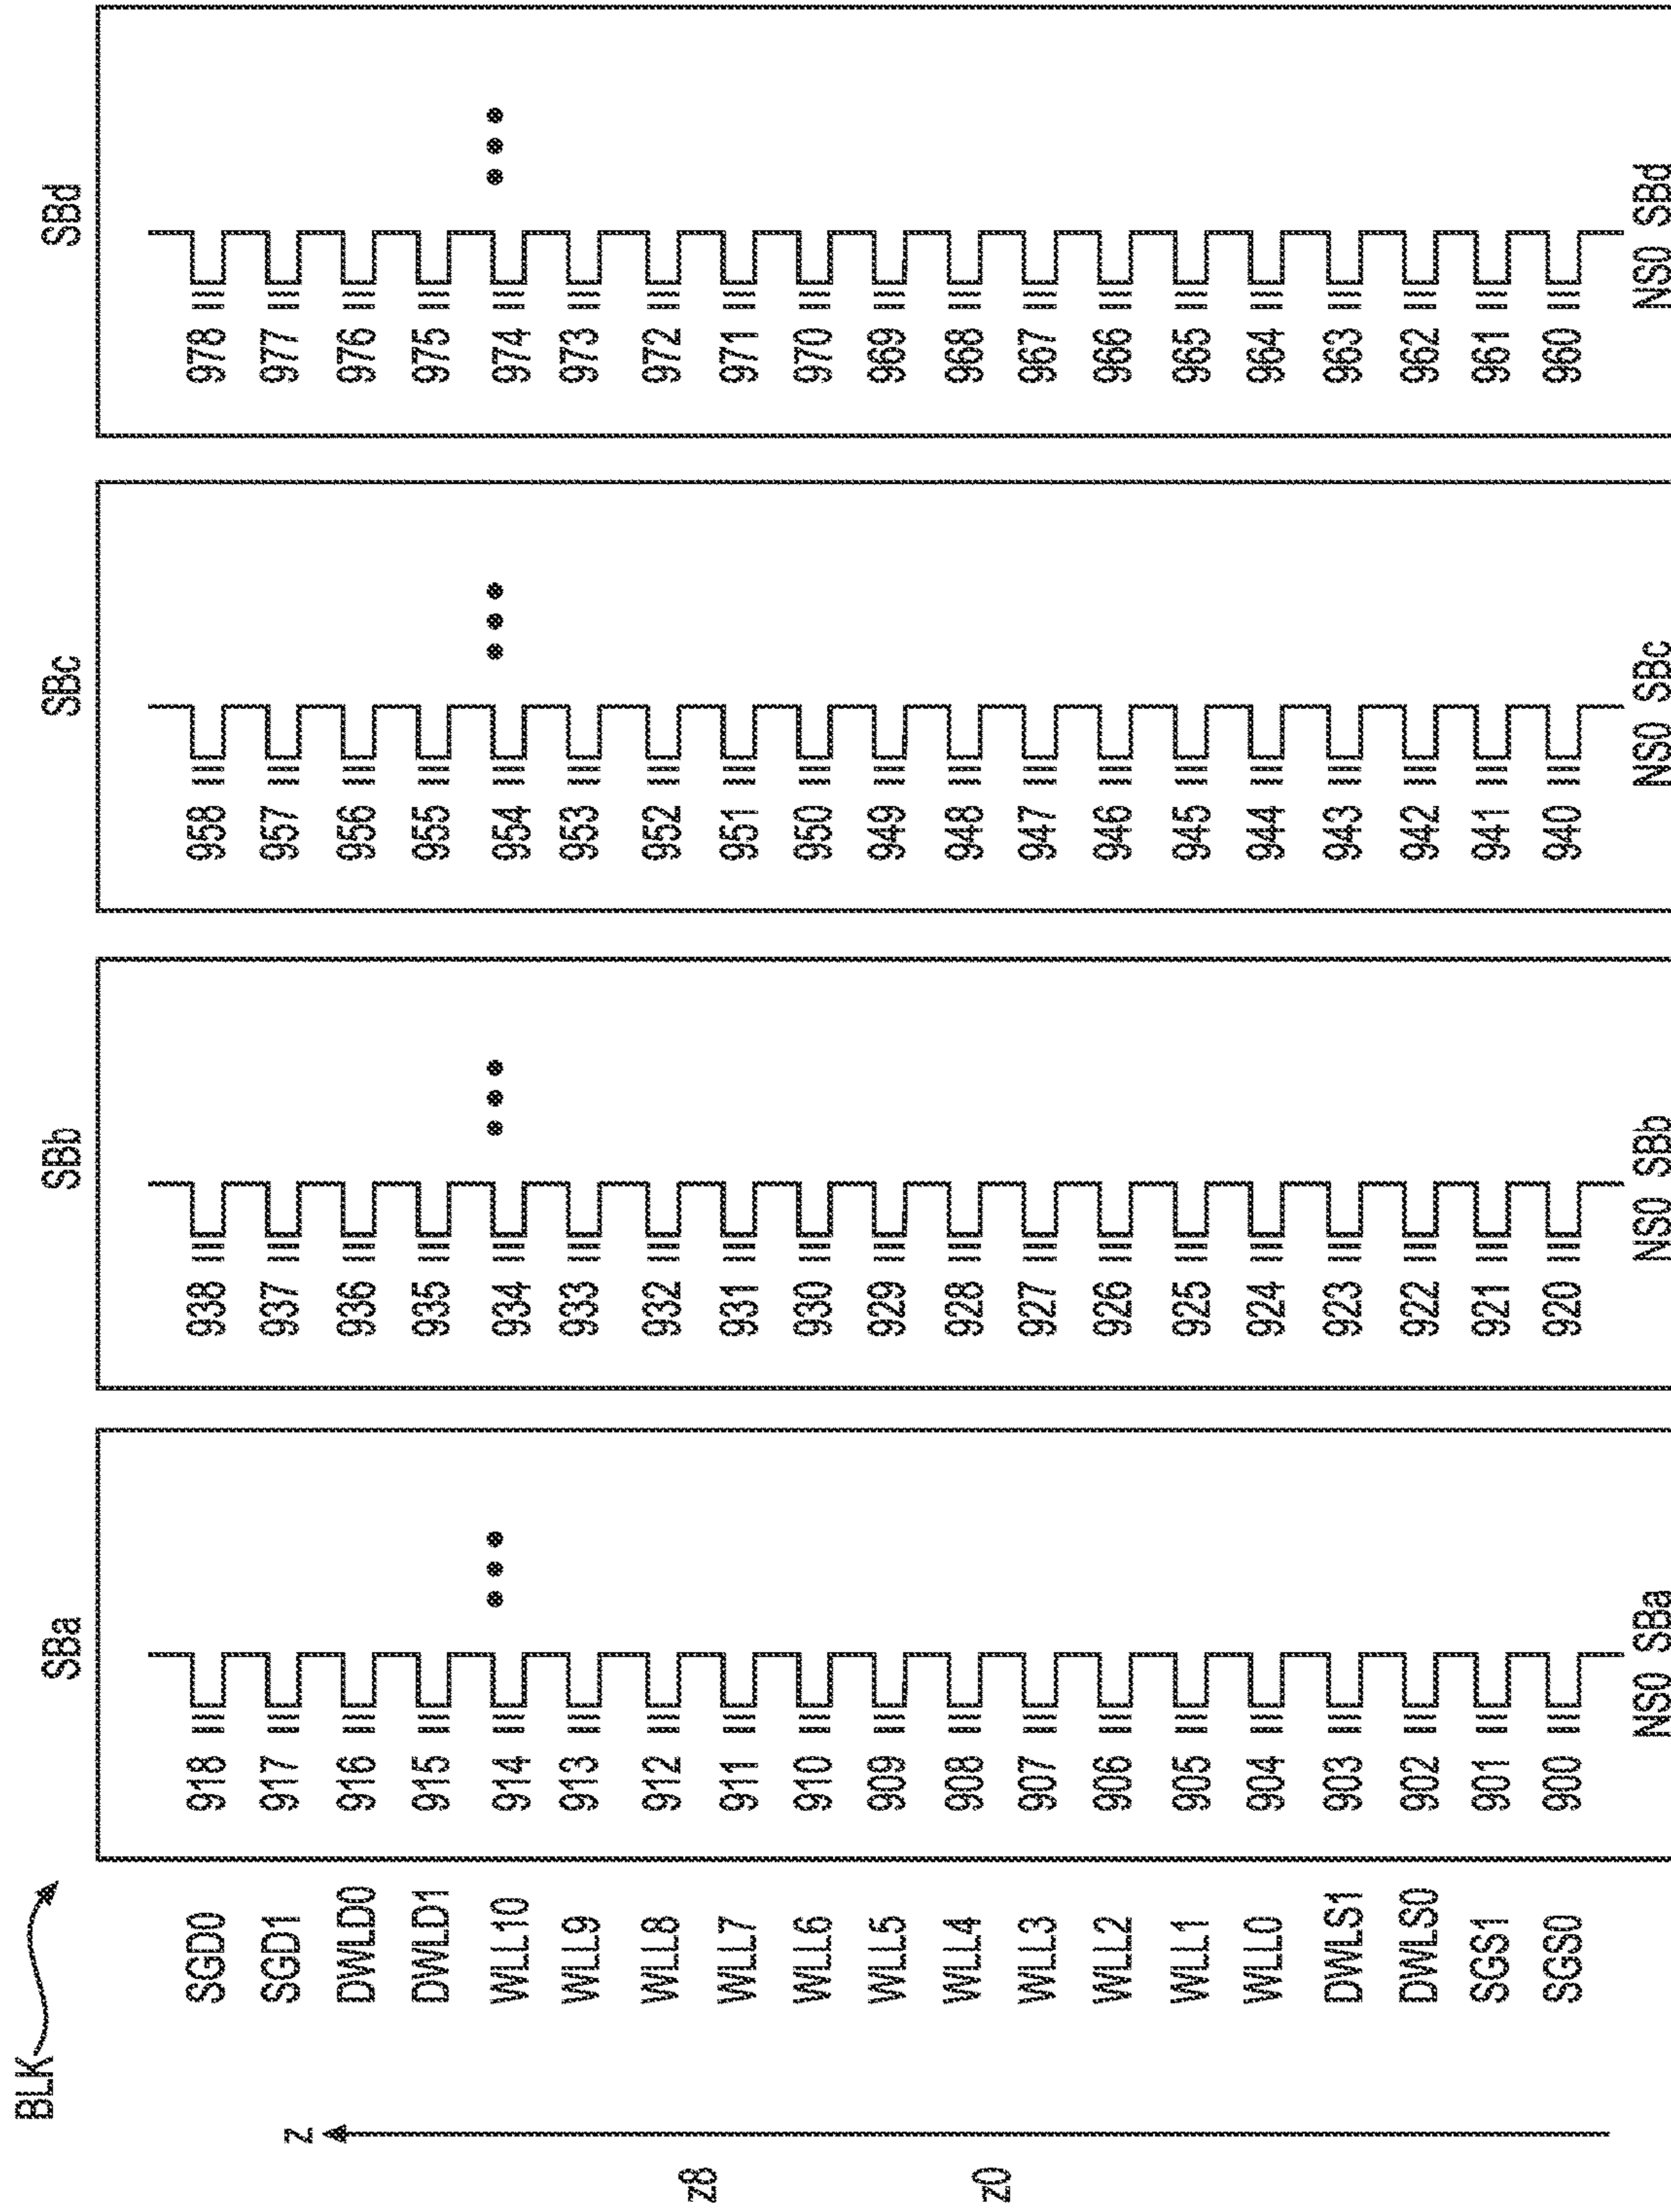 BLK
SBa SBb SBc SBd
SGD0 918 938 958 978
SGD1 917 937 957 977
z
DWLD0 916 936 956 976
DWLD1 915 935 955 975
WLL10 914 934 954 974
WLL9 913 933 953 973
WLL8 912 932 952 972
z8
WLL7 911 931 951 971
WLL6 910 930 950 970
WLL5 909 929 949 969
WLL4 908 928 948 968
z0
WLL3 907 927 947 967
WLL2 906 926 946 966
WLL1 905 925 945 965
WLL0 904 924 944 964
DWLS1 903 923 943 963
DWLS0 902 922 942 962
SGS1 901 921 941 961
SGS0 900 920 940 960
NS0 SBa NS0 SBb NS0 SBc NS0 SBd